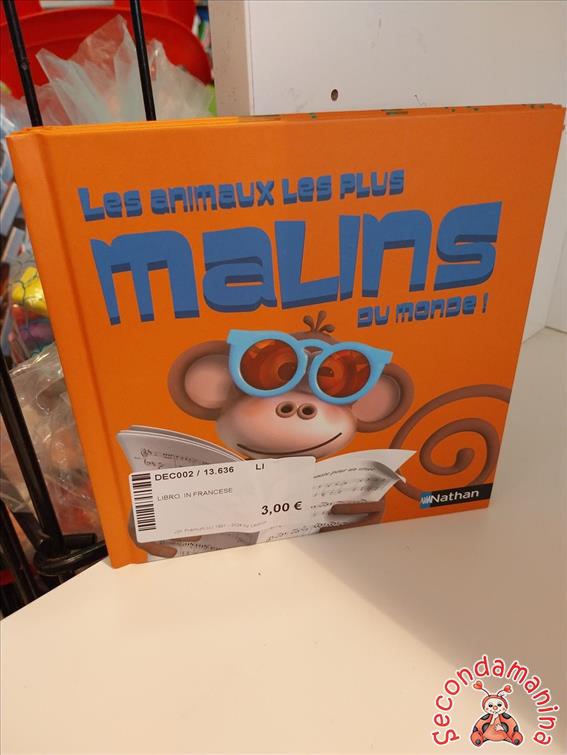 Les animaux les plus
malins
du monde !
DEC002 / 13.636 LI
LIBRO IN FRANCESE
3,00 €
Nathan
Secondamanina